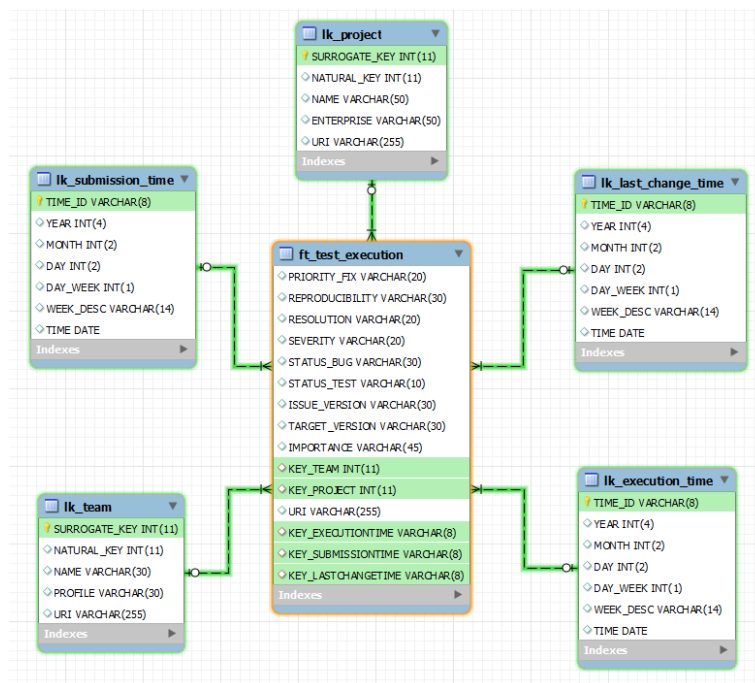 lk_project
SURROGATE_KEY INT(11)
NATURAL_KEY INT(11)
NAME VARCHAR(50)
ENTERPRISE VARCHAR(50)
URI VARCHAR(255)
Indexes
lk_submission_time
TIME_ID VARCHAR(8)
YEAR INT(4)
MONTH INT(2)
DAY INT(2)
DAY_WEEK INT(1)
WEEK_DESC VARCHAR(14)
TIME DATE
Indexes
lk_last_change_time
TIME_ID VARCHAR(8)
YEAR INT(4)
MONTH INT(2)
DAY INT(2)
DAY_WEEK INT(1)
WEEK_DESC VARCHAR(14)
TIME DATE
Indexes
ft_test_execution
PRIORITY_FIX VARCHAR(20)
REPRODUCIBILITY VARCHAR(30)
RESOLUTION VARCHAR(20)
SEVERITY VARCHAR(20)
STATUS_BUG VARCHAR(30)
STATUS_TEST VARCHAR(10)
ISSUE_VERSION VARCHAR(30)
TARGET_VERSION VARCHAR(30)
IMPORTANCE VARCHAR(45)
KEY_TEAM INT(11)
KEY_PROJECT INT(11)
URI VARCHAR(255)
KEY_EXECUTIONTIME VARCHAR(8)
KEY_SUBMISSIONTIME VARCHAR(8)
KEY_LASTCHANGETIME VARCHAR(8)
Indexes
lk_team
SURROGATE_KEY INT(11)
NATURAL_KEY INT(11)
NAME VARCHAR(30)
PROFILE VARCHAR(30)
URI VARCHAR(255)
Indexes
lk_execution_time
TIME_ID VARCHAR(8)
YEAR INT(4)
MONTH INT(2)
DAY INT(2)
DAY_WEEK INT(1)
WEEK_DESC VARCHAR(14)
TIME DATE
Indexes